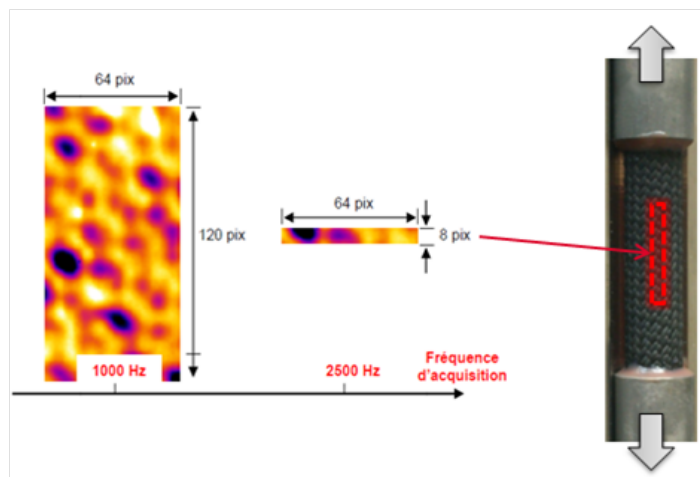 64 pix
120 pix
64 pix
8 pix
1000 Hz
2500 Hz
Fréquence
d'acquisition